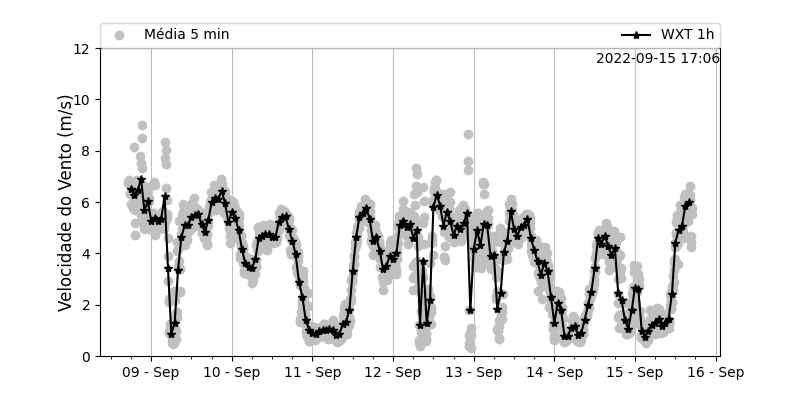 Média 5 min
WXT 1h
2022-09-15 17:06
Velocidade do Vento (m/s)
12
10
8
6
4
2
0
09 - Sep
10 - Sep
11 - Sep
12 - Sep
13 - Sep
14 - Sep
15 - Sep
16 - Sep